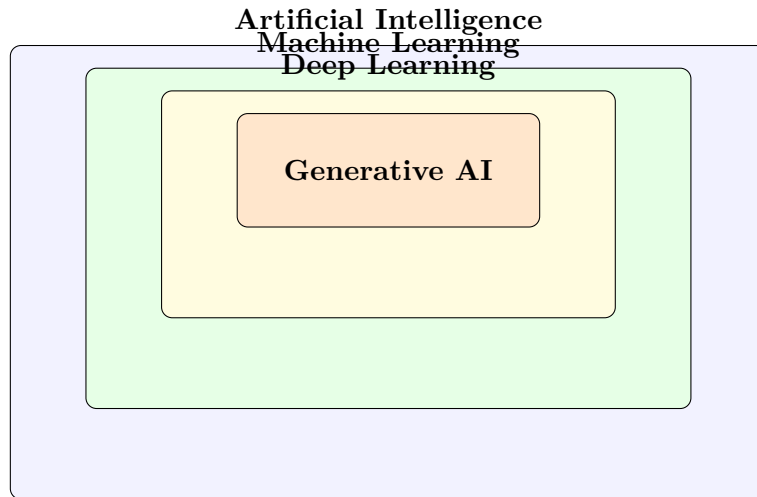 Artificial Intelligence
Machine Learning
Deep Learning
Generative AI